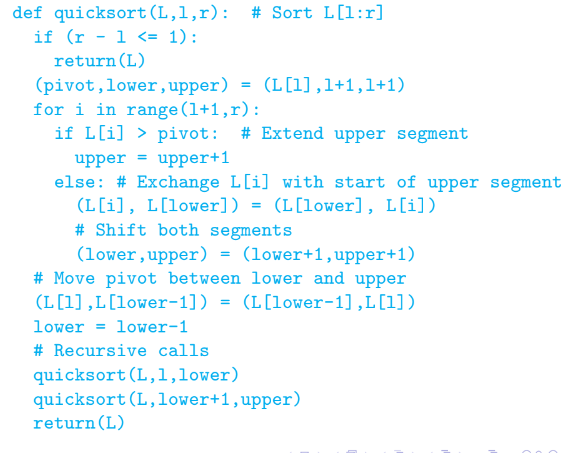 def quicksort(L,l,r):  # Sort L[l:r]
  if (r - l <= 1):
    return(L)
  (pivot,lower,upper) = (L[l],l+1,l+1)
  for i in range(l+1,r):
    if L[i] > pivot:  # Extend upper segment
      upper = upper+1
    else: # Exchange L[i] with start of upper segment
      (L[i], L[lower]) = (L[lower], L[i])
      # Shift both segments
      (lower,upper) = (lower+1,upper+1)
  # Move pivot between lower and upper
  (L[l],L[lower-1]) = (L[lower-1],L[l])
  lower = lower-1
  # Recursive calls
  quicksort(L,l,lower)
  quicksort(L,lower+1,upper)
  return(L)